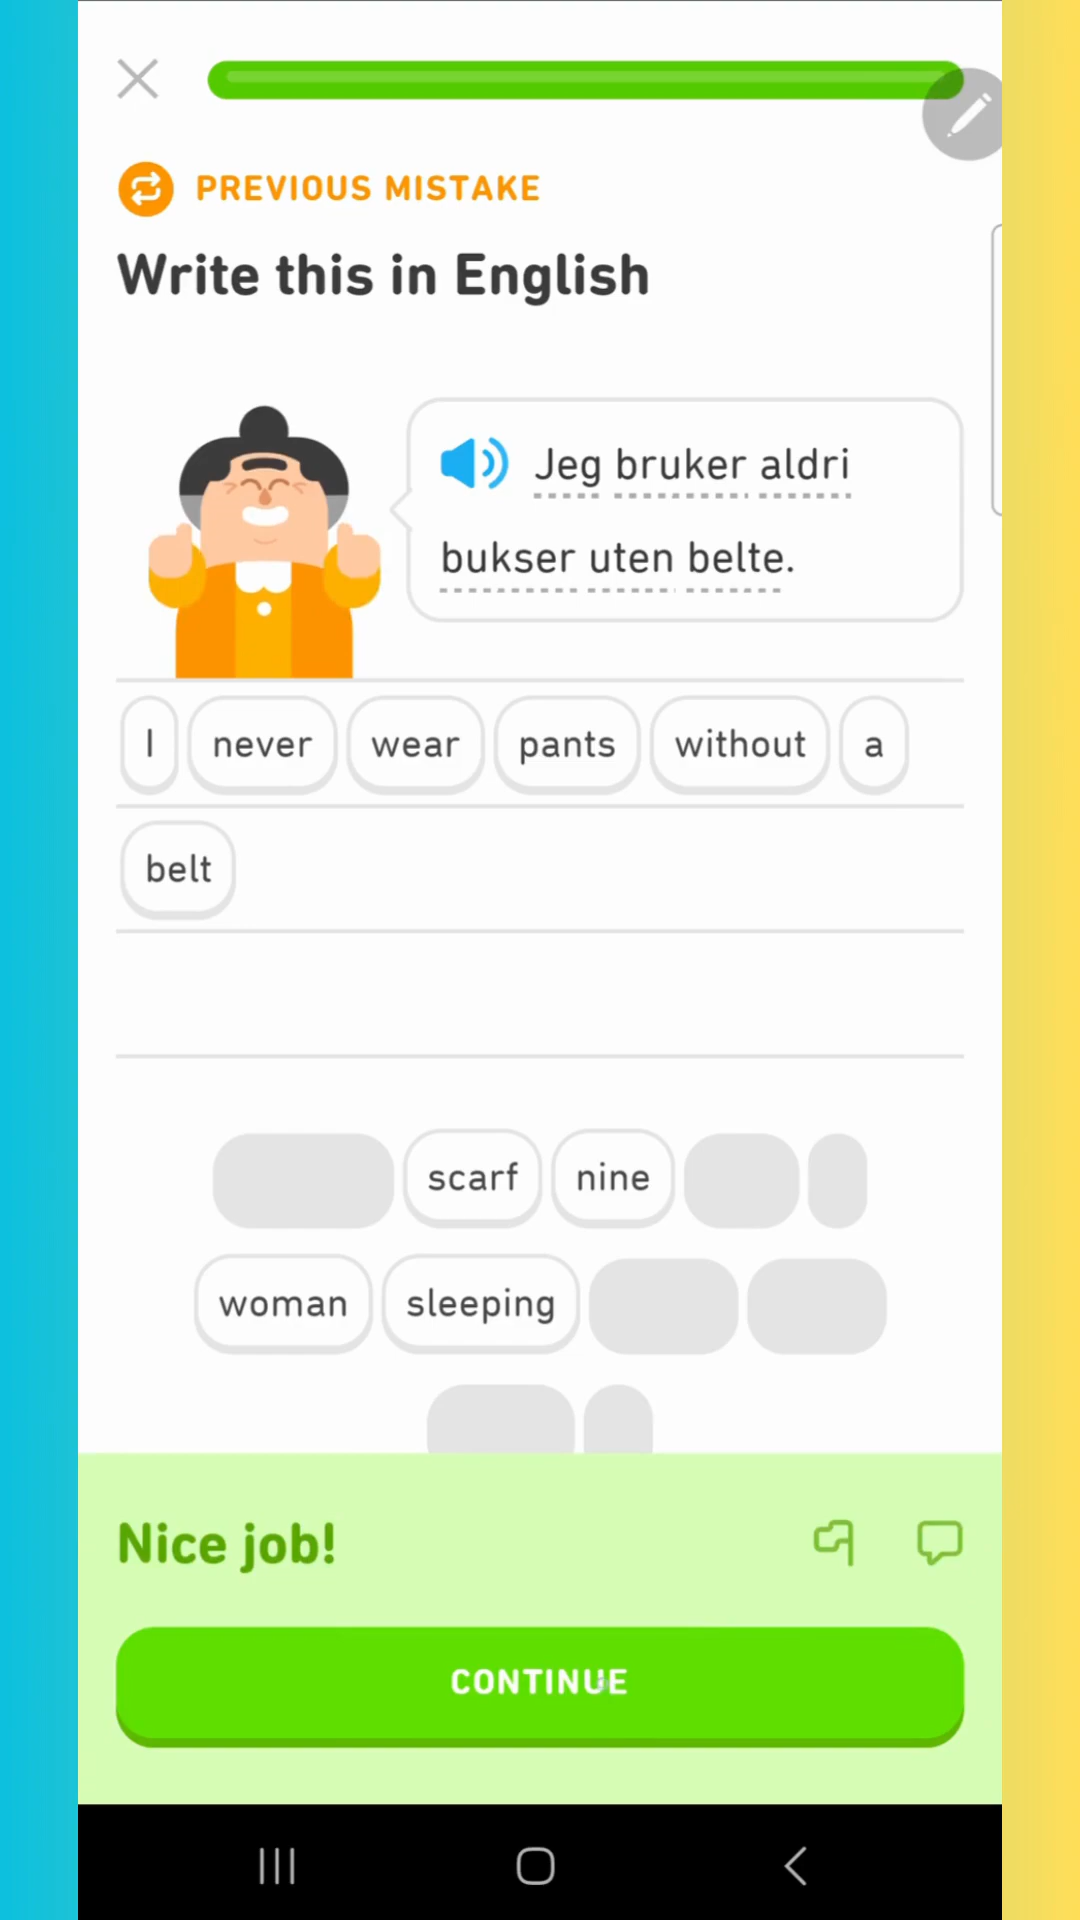 PREVIOUS MISTAKE
Write this in English
Jeg bruker aldri
bukser uten belte.
I never wear pants without a
belt
scarf nine
woman sleeping
Nice job!
CONTINUE